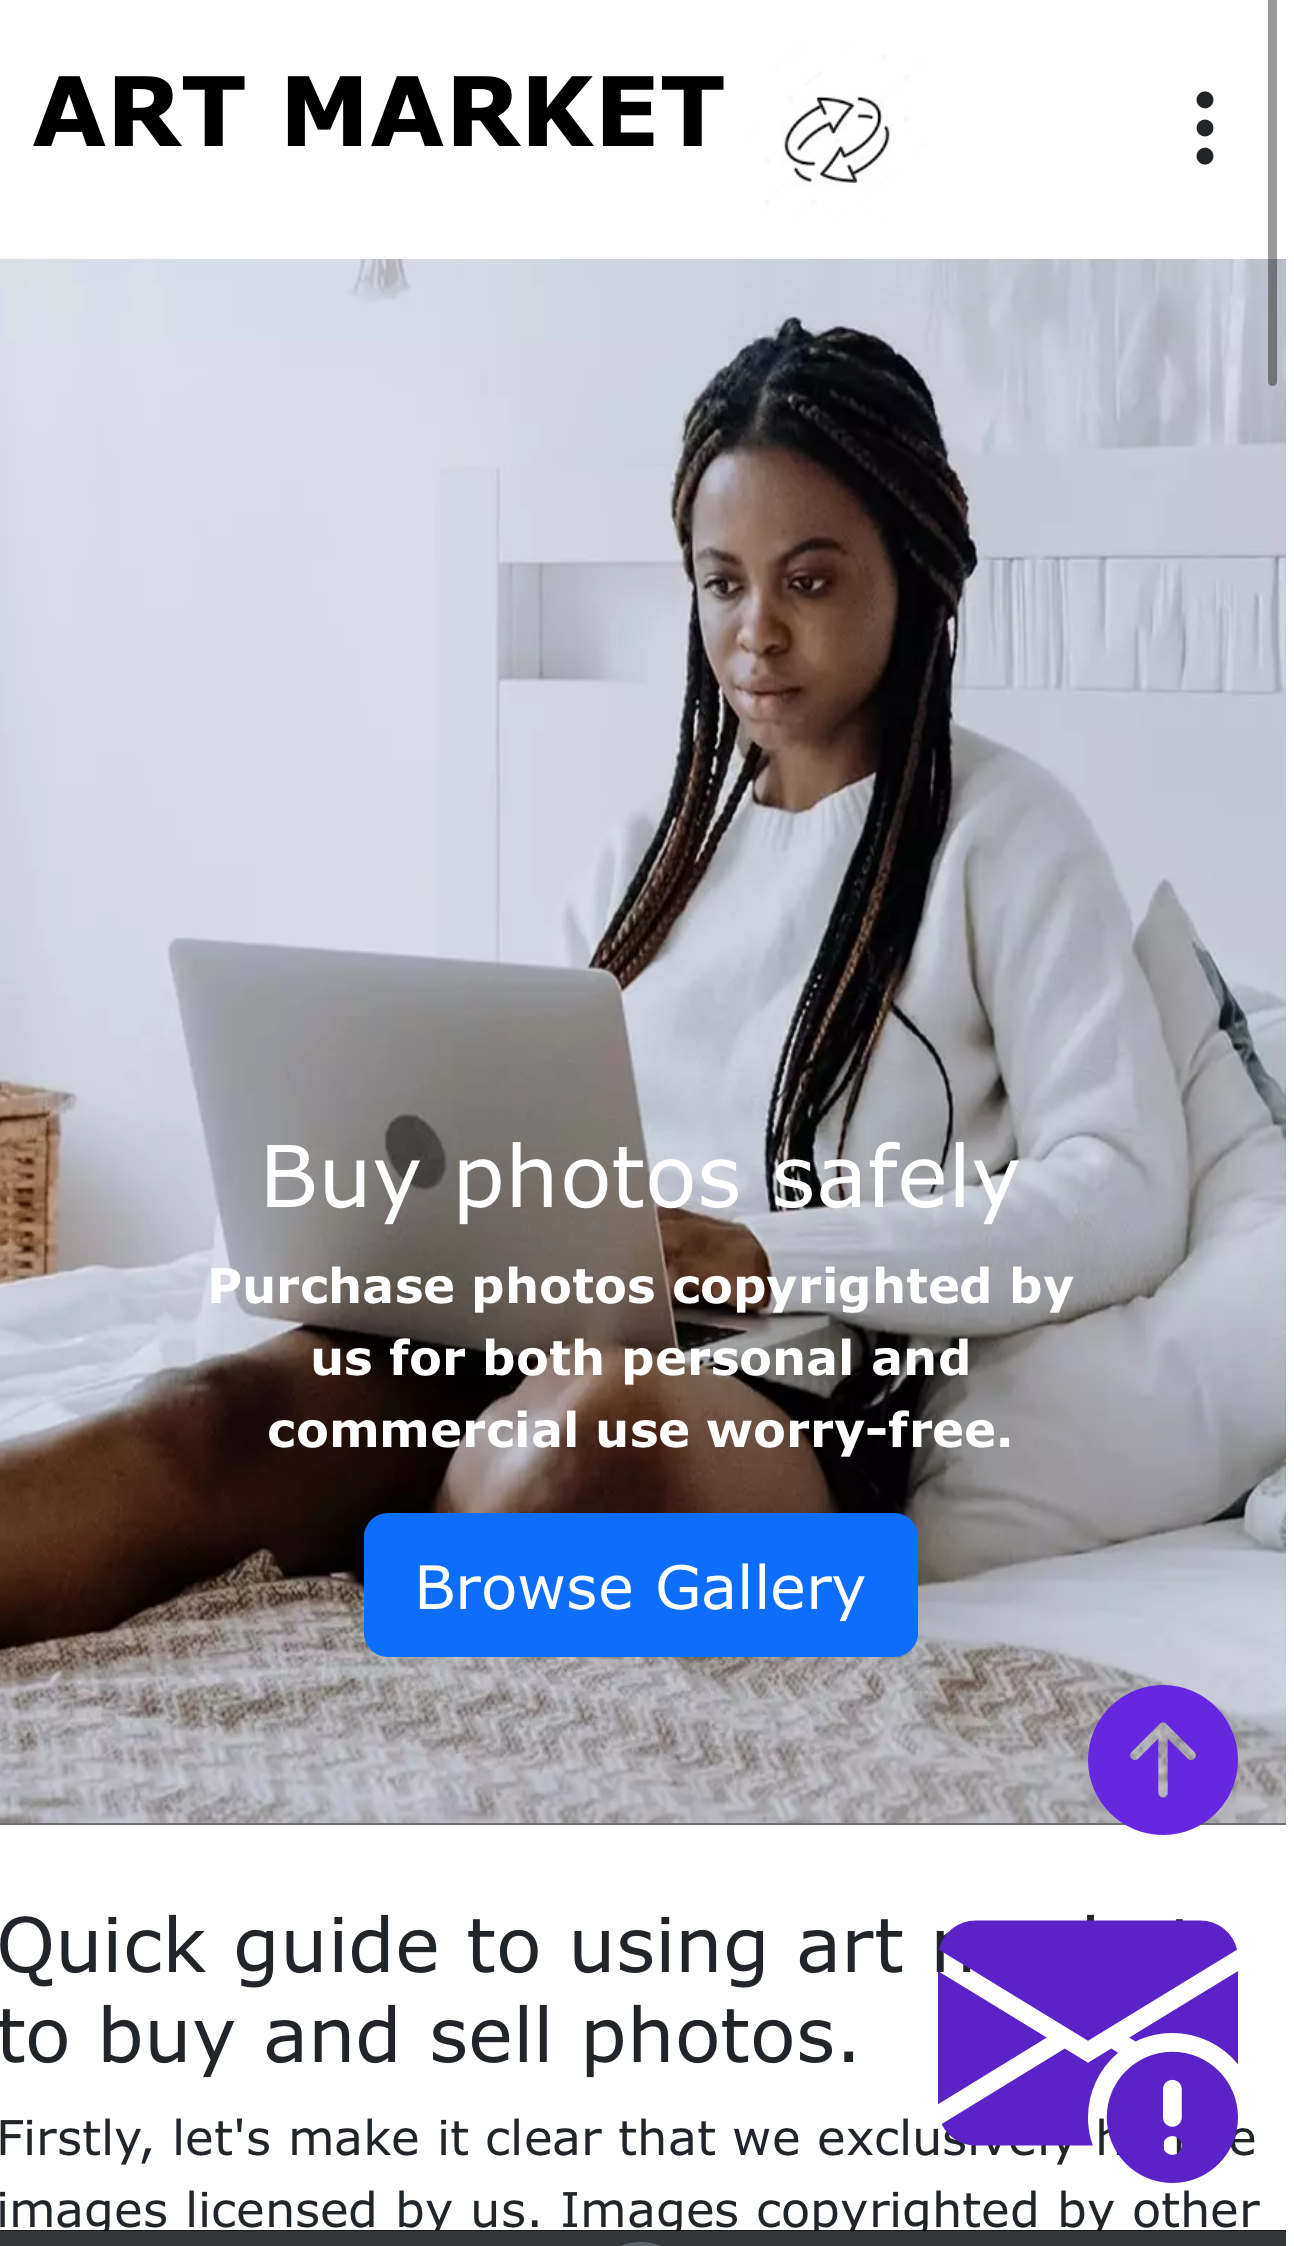 ART MARKET
Buy photos safely
Purchase photos copyrighted by
us for both personal and
commercial use worry-free.
Browse Gallery
Quick guide to using art
to buy and sell photos.
Firstly, let's make it clear that we exclusively
images licensed by us. Images copyrighted by other